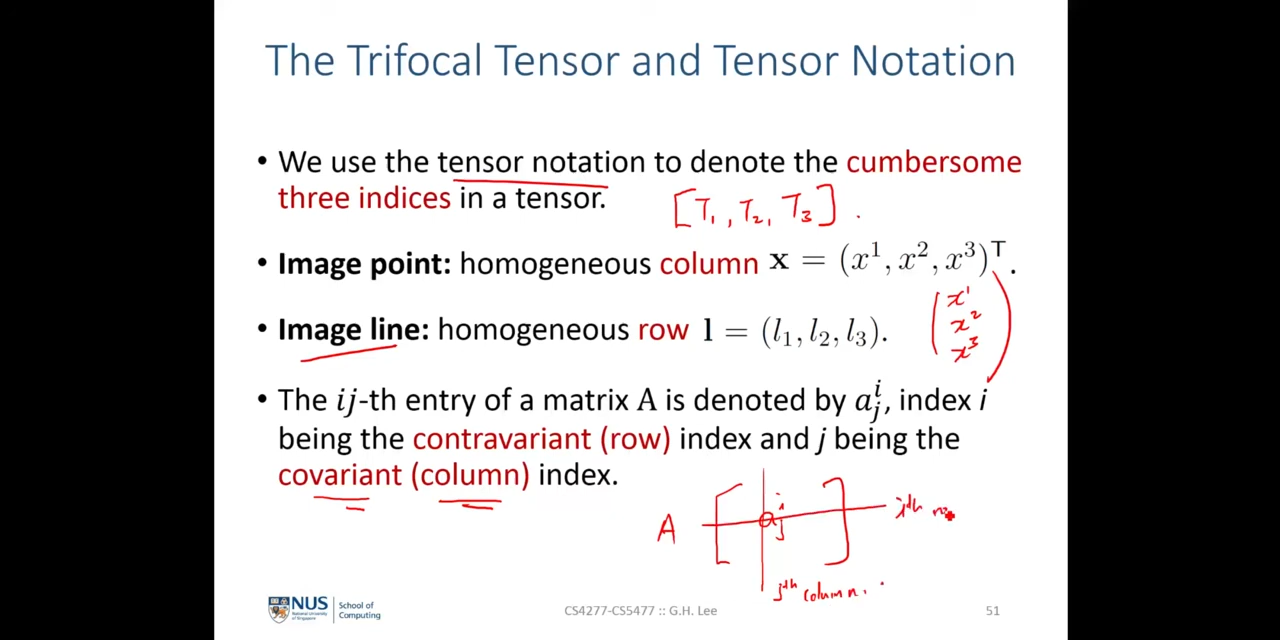 The Trifocal Tensor and Tensor Notation
• We use the tensor notation to denote the cumbersome
three indices in a tensor.
[T₁, T₂, T₃].
• Image point: homogeneous column x = (x¹, x², x³)ᵀ.
• Image line: homogeneous row l = (l₁, l₂, l₃).
x¹
x²
x³
• The ij-th entry of a matrix A is denoted by aⁱⱼ, index i
being the contravariant (row) index and j being the
covariant (column) index.
A [ aⁱⱼ ] iᵗʰ
jᵗʰ column.
NUS National University of Singapore School of Computing
CS4277-CS5477 :: G.H. Lee
51